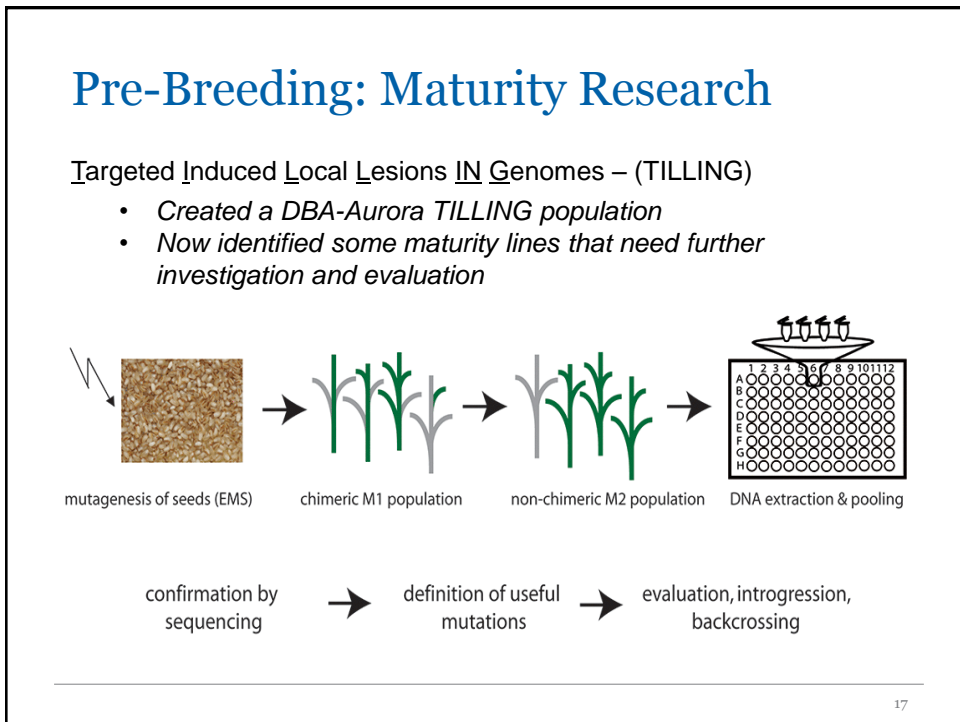 Pre-Breeding: Maturity Research
Targeted Induced Local Lesions IN Genomes – (TILLING)
• Created a DBA-Aurora TILLING population
• Now identified some maturity lines that need further
investigation and evaluation
1 2 3 4 5 6 7 8 9 10 11 12
A
B
C
D
E
F
G
H
mutagenesis of seeds (EMS)
chimeric M1 population
non-chimeric M2 population
DNA extraction & pooling
confirmation by
sequencing
definition of useful
mutations
evaluation, introgression,
backcrossing
17